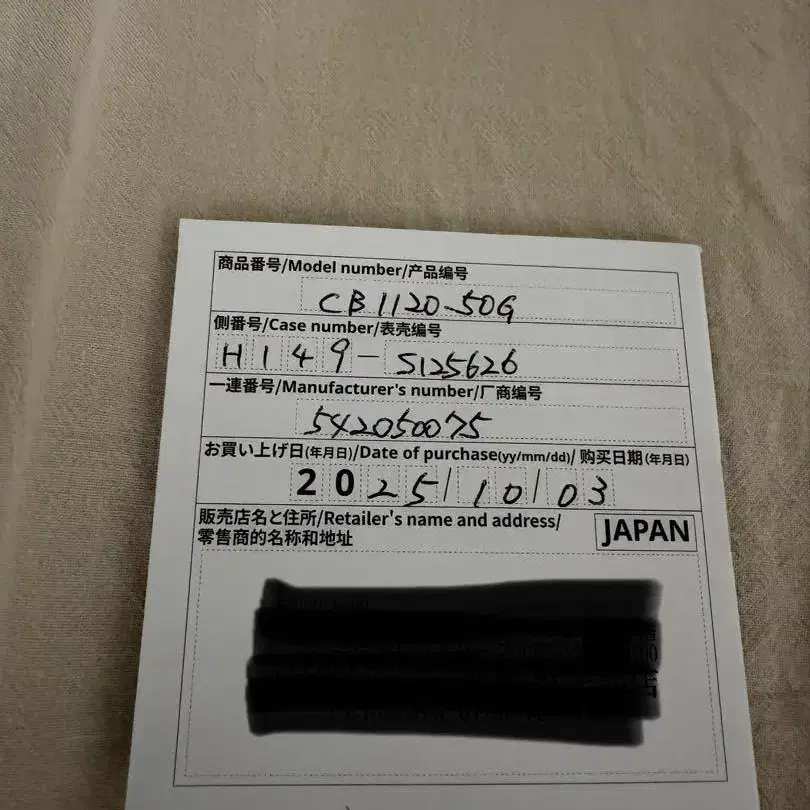 商品番号/Model number/产品编号
CB1120-50G
側番号/Case number/表壳编号
H149-S125626
一連番号/Manufacturer's number/厂商编号
542050075
お買い上げ日(年月日)/Date of purchase(yy/mm/dd)/购买日期(年月日)
2025/10/03
販売店名と住所/Retailer's name and address/
零售商的名称和地址
JAPAN